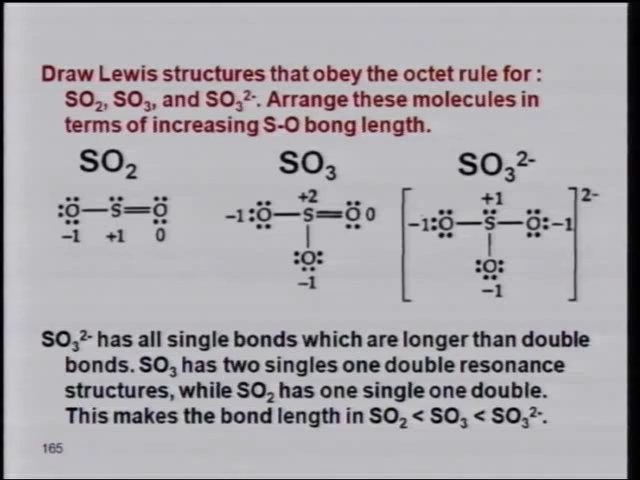 Draw Lewis structures that obey the octet rule for :
SO₂, SO₃, and SO₃²⁻. Arrange these molecules in
terms of increasing S-O bong length.
SO₂ SO₃ SO₃²⁻
:Ö—S̈=Ö
-1 +1 0
+2
-1:Ö—S=Ö 0
:O:
-1
+1 2-
[-1:Ö—S̈—Ö:-1]
:O:
-1
SO₃²⁻ has all single bonds which are longer than double
bonds. SO₃ has two singles one double resonance
structures, while SO₂ has one single one double.
This makes the bond length in SO₂ < SO₃ < SO₃²⁻.
165